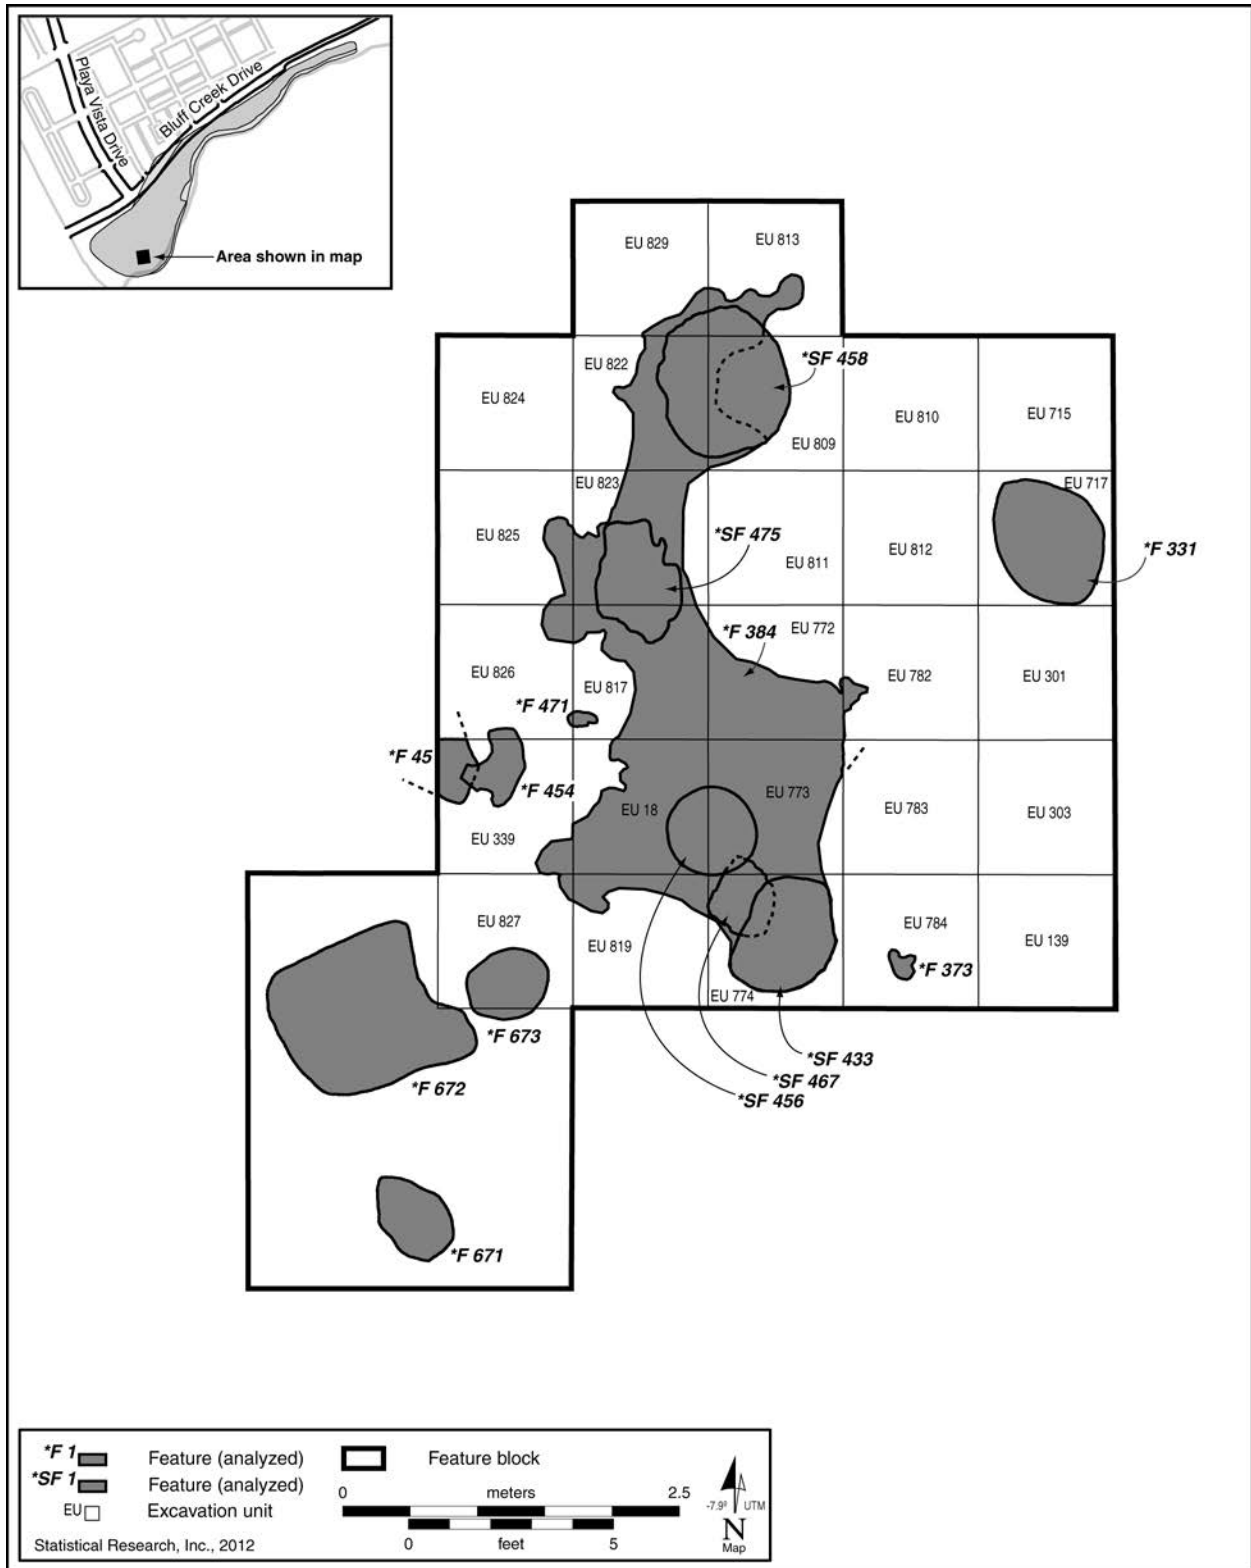 Playa Vista Drive
Bluff Creek Drive
Area shown in map
EU 829
EU 813
EU 822
*SF 458
EU 824
EU 810
EU 715
EU 809
EU 823
EU 717
EU 825
*SF 475
EU 811
EU 812
*F 331
*F 384
EU 772
EU 826
EU 817
EU 782
EU 301
*F 471
*F 45
*F 454
EU 18
EU 773
EU 783
EU 303
EU 339
EU 827
EU 819
EU 784
EU 139
*F 373
EU 774
*F 673
*SF 433
*SF 467
*SF 456
*F 672
*F 671
*F 1 Feature (analyzed)
*SF 1 Feature (analyzed)
EU Excavation unit
Statistical Research, Inc., 2012
Feature block
0 meters 2.5
0 feet 5
-7.9º UTM
N
Map